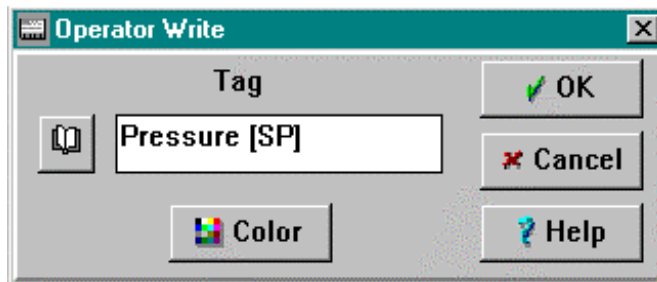 Operator Write
Tag
OK
Pressure [SP]
Cancel
Color
Help